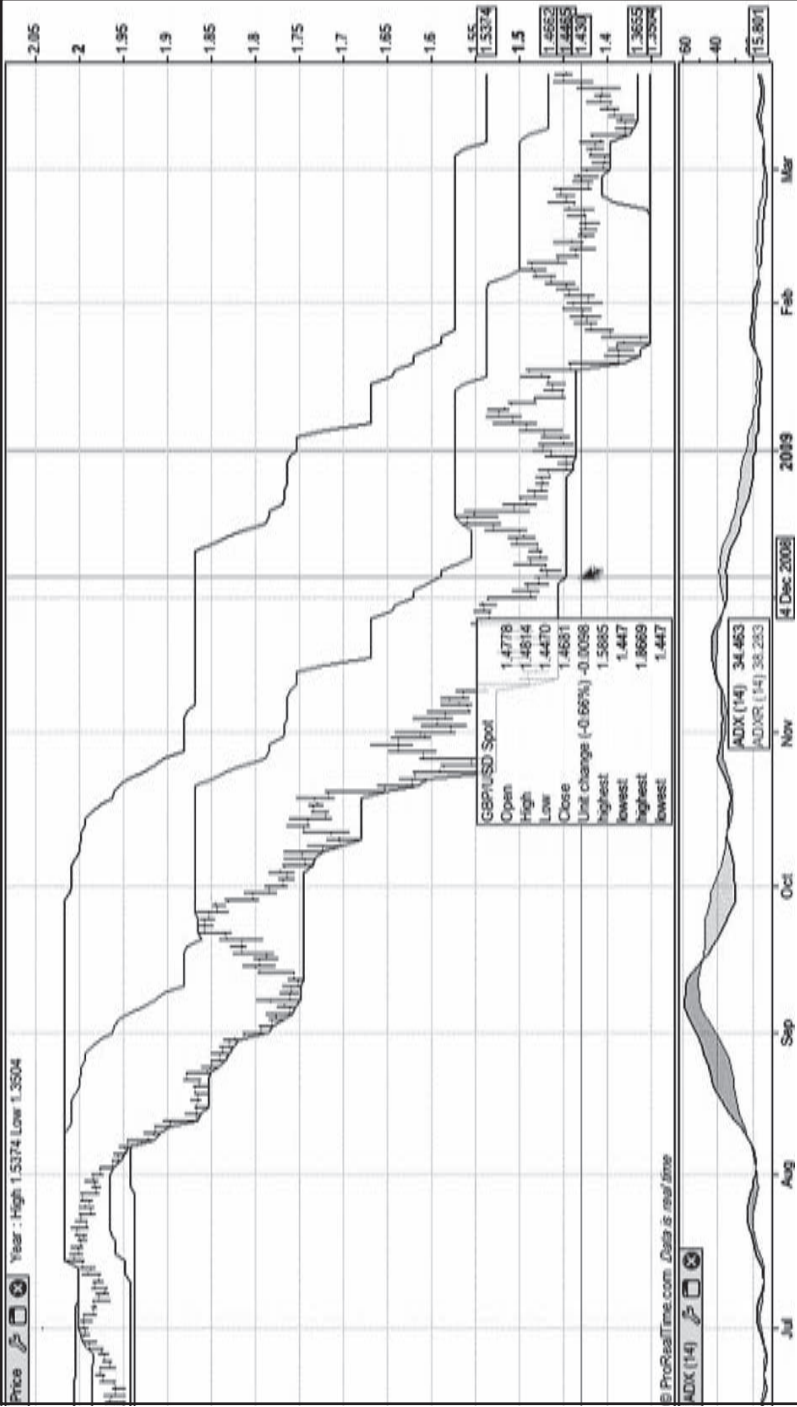 Price
Year : High 1.5374 Low 1.3504
2.05
2
1.95
1.9
1.85
1.8
1.75
1.7
1.65
1.6
1.55
1.5374
1.5
1.4662
1.4465
1.430
1.4
1.3655
1.3504
GBP/USD Spot
Open 1.4778
High 1.4814
Low 1.4470
Close 1.4681
Unit change (-0.66%) -0.0098
highest 1.5885
lowest 1.447
highest 1.8669
lowest 1.447
© ProRealTime.com Data is real time
ADX (14)
60
40
15.801
ADX (14) 34.463
ADXR (14) 38.283
Jul
Aug
Sep
Oct
Nov
4 Dec 2008
2009
Feb
Mar